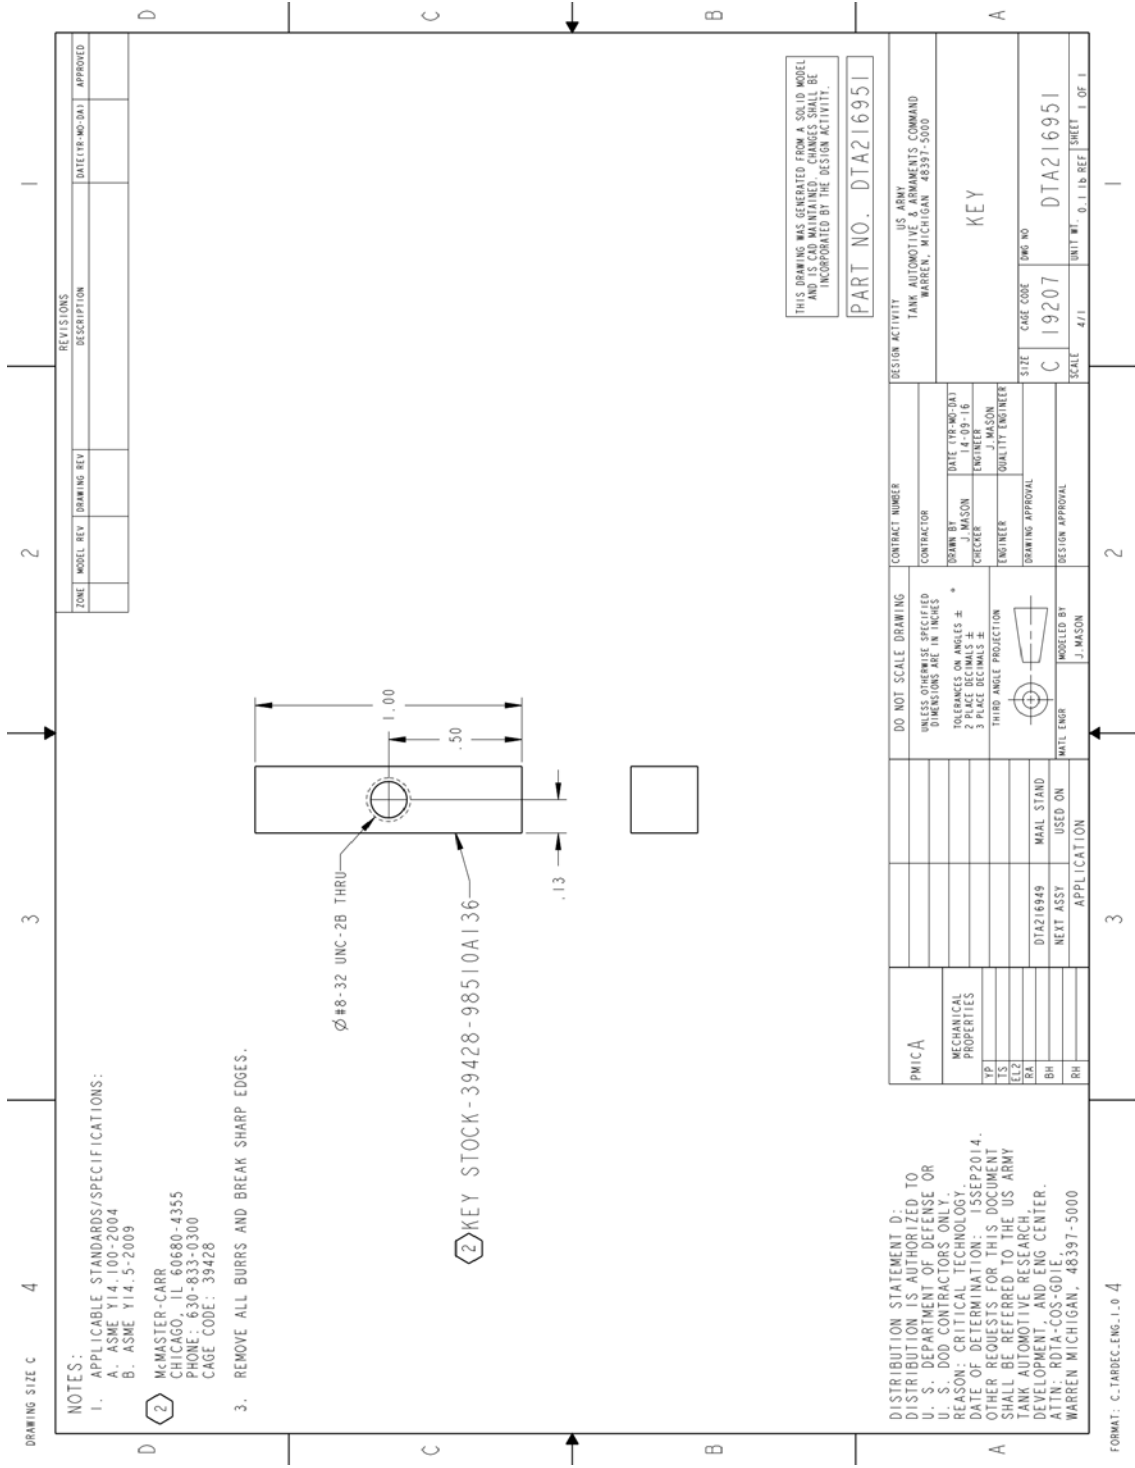 DRAWING SIZE C
4
3
2
1
NOTES:
1. APPLICABLE STANDARDS/SPECIFICATIONS:
A. ASME Y14.100-2004
B. ASME Y14.5-2009
2
McMASTER-CARR
CHICAGO, IL 60680-4355
PHONE: 630-833-0300
CAGE CODE: 39428
3. REMOVE ALL BURRS AND BREAK SHARP EDGES.
REVISIONS
ZONE MODEL REV DRAWING REV DESCRIPTION DATE(YR-MO-DA) APPROVED
D
D
C
C
B
B
A
A
Ø#8-32 UNC-2B THRU
1.00
.50
.13
2 KEY STOCK-39428-98510A136
THIS DRAWING WAS GENERATED FROM A SOLID MODEL
AND IS CAD MAINTAINED. CHANGES SHALL BE
INCORPORATED BY THE DESIGN ACTIVITY.
PART NO. DTA216951
DISTRIBUTION STATEMENT D:
DISTRIBUTION IS AUTHORIZED TO
U. S. DEPARTMENT OF DEFENSE OR
U. S. DOD CONTRACTORS ONLY.
REASON: CRITICAL TECHNOLOGY.
DATE OF DETERMINATION: 15SEP2014.
OTHER REQUESTS FOR THIS DOCUMENT
SHALL BE REFERRED TO THE US ARMY
TANK AUTOMOTIVE RESEARCH,
DEVELOPMENT, AND ENG CENTER.
ATTN: RDTA-COS-GDIE,
WARREN MICHIGAN, 48397-5000
PMICA
MECHANICAL
PROPERTIES
YP
TS
EL2
RA
BH
RH
DTA216949 MAAL STAND
NEXT ASSY USED ON
APPLICATION
DO NOT SCALE DRAWING
UNLESS OTHERWISE SPECIFIED
DIMENSIONS ARE IN INCHES
TOLERANCES ON ANGLES ± °
2 PLACE DECIMALS ±
3 PLACE DECIMALS ±
THIRD ANGLE PROJECTION
MATL ENGR
MODELED BY
J.MASON
CONTRACT NUMBER
CONTRACTOR
DRAWN BY
J.MASON
DATE (YR-MO-DA)
14-09-16
CHECKER
ENGINEER
J.MASON
ENGINEER
QUALITY ENGINEER
DRAWING APPROVAL
DESIGN APPROVAL
DESIGN ACTIVITY
US ARMY
TANK AUTOMOTIVE & ARMAMENTS COMMAND
WARREN, MICHIGAN 48397-5000
KEY
SIZE
C
CAGE CODE
19207
DWG NO
DTA216951
SCALE 4/1
UNIT WT. 0.1 lb REF
SHEET 1 OF 1
FORMAT: C_TARDEC_ENG_1.0
4
3
2
1